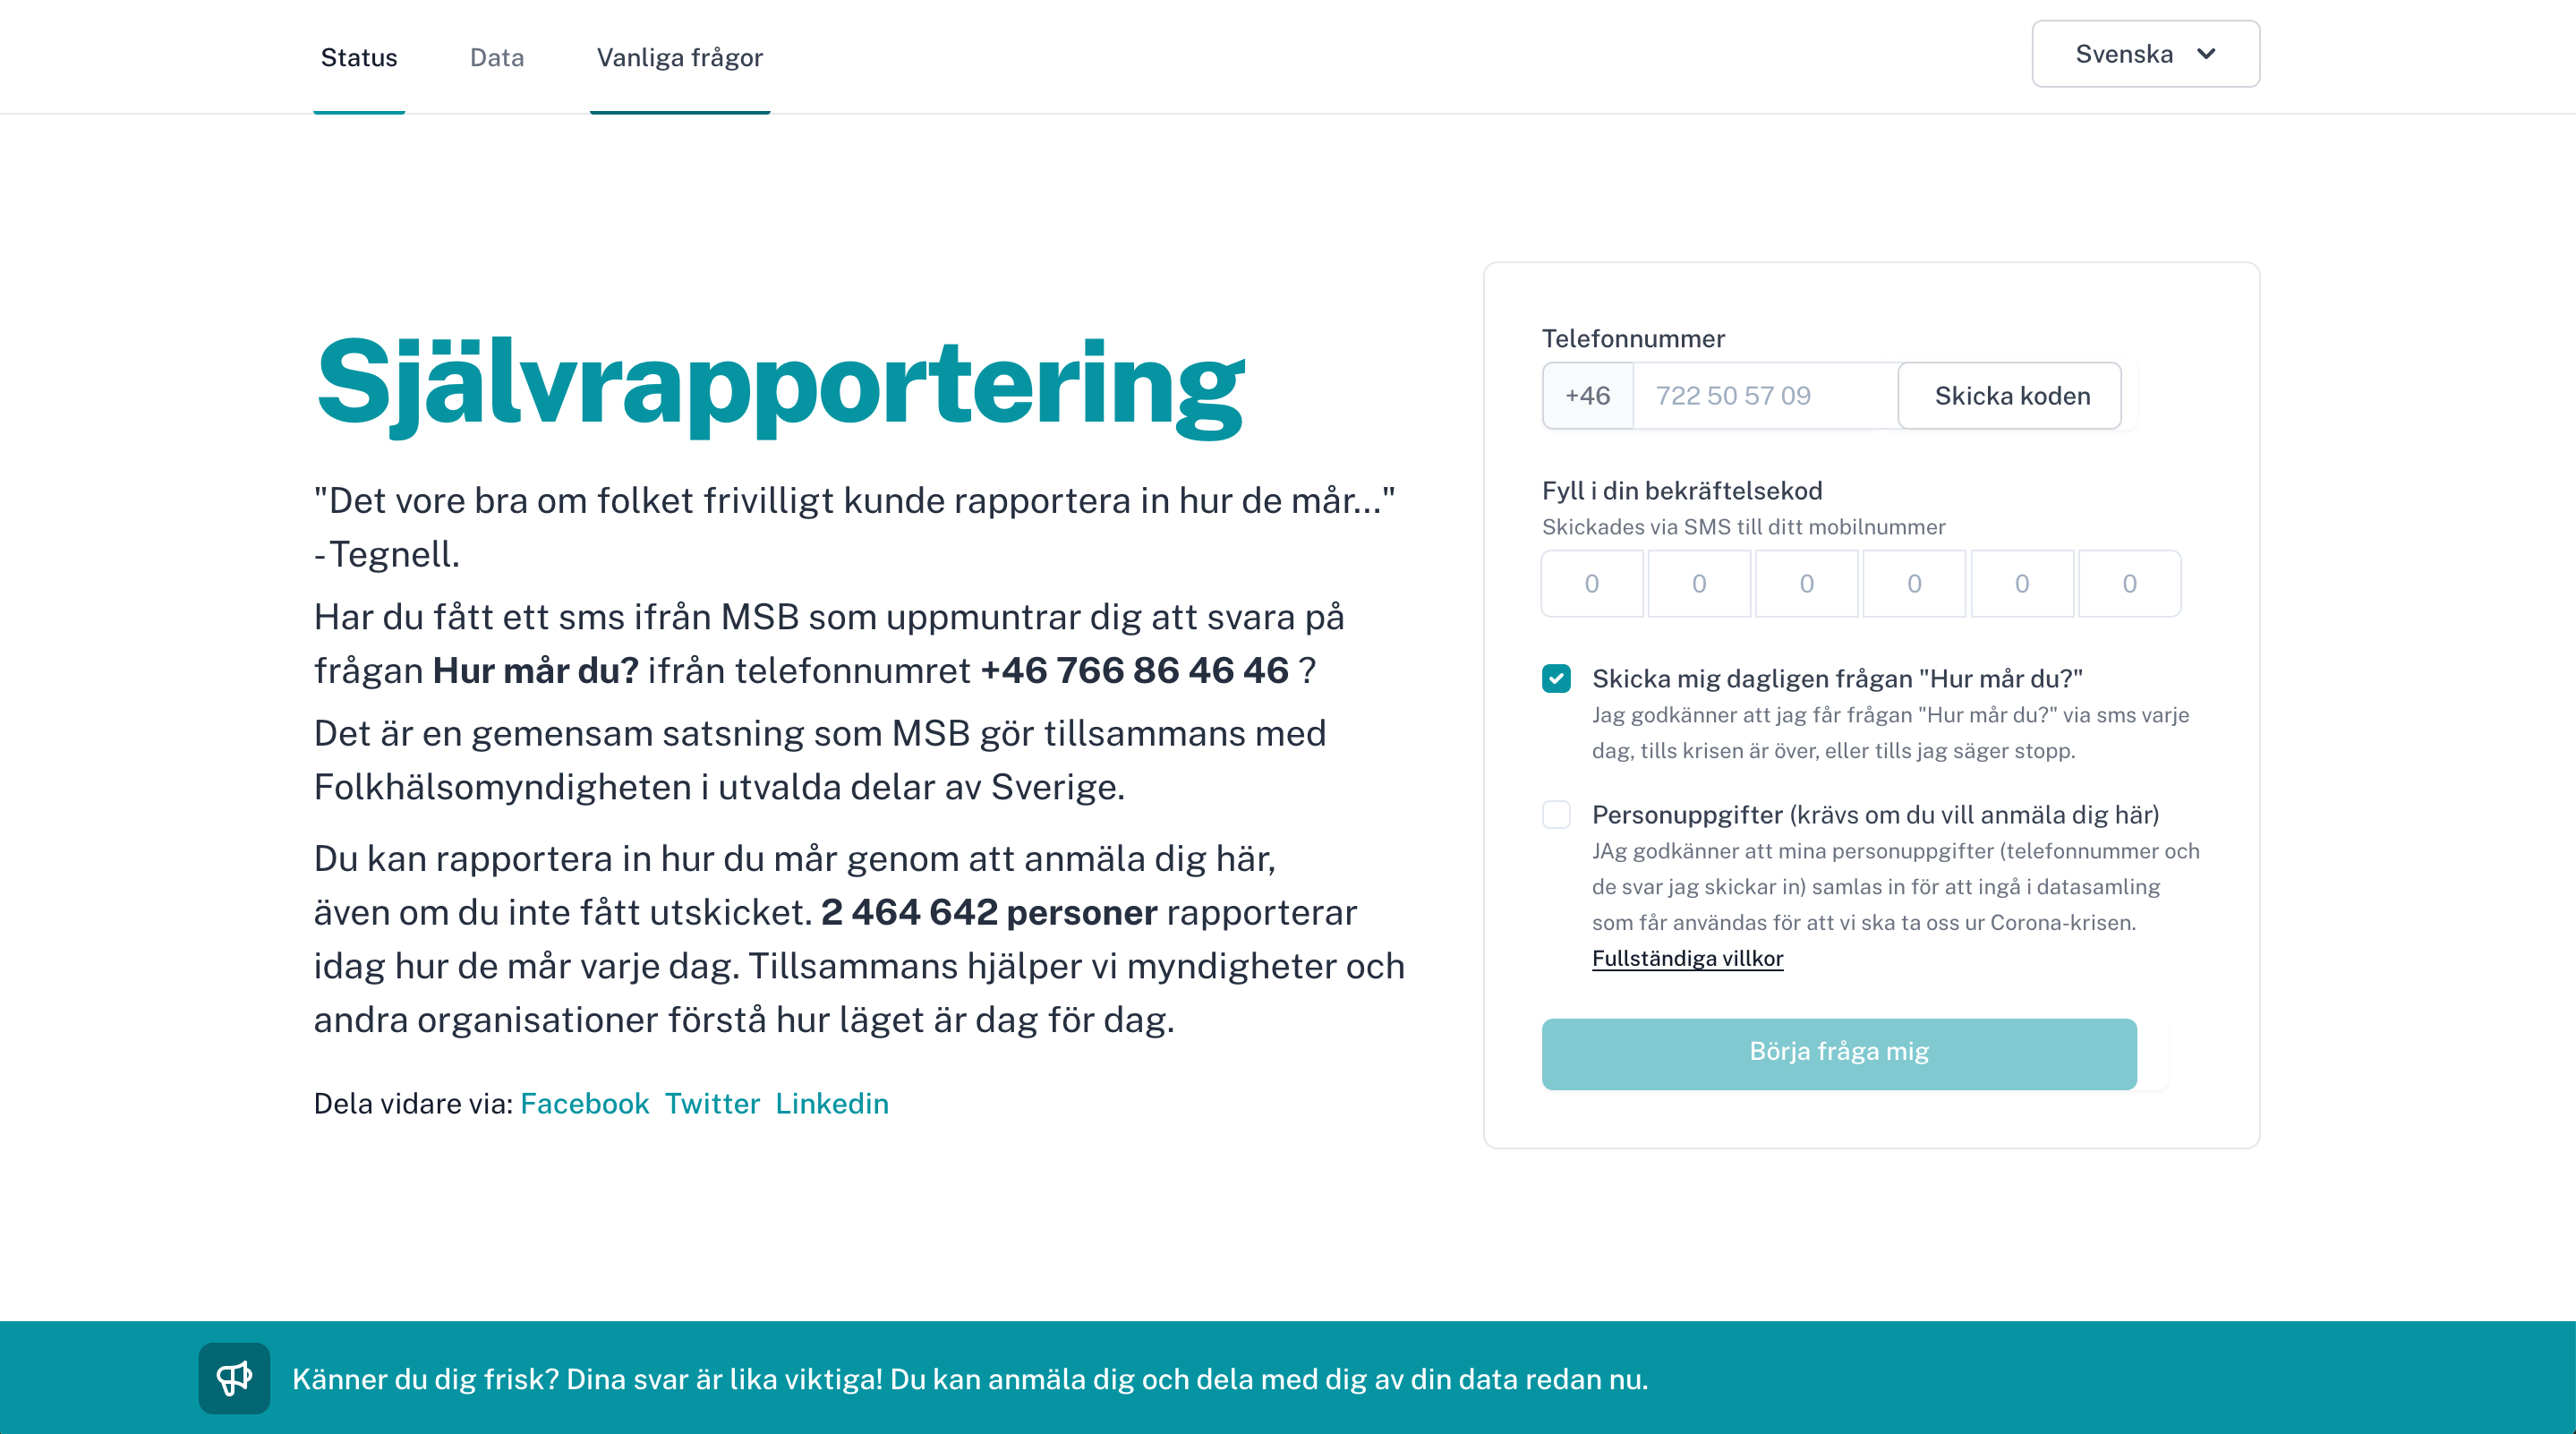 Status
Data
Vanliga frågor
Svenska
Självrapportering
"Det vore bra om folket frivilligt kunde rapportera in hur de mår..."
- Tegnell.
Har du fått ett sms ifrån MSB som uppmuntrar dig att svara på
frågan Hur mår du? ifrån telefonnumret +46 766 86 46 46 ?
Det är en gemensam satsning som MSB gör tillsammans med
Folkhälsomyndigheten i utvalda delar av Sverige.
Du kan rapportera in hur du mår genom att anmäla dig här,
även om du inte fått utskicket. 2 464 642 personer rapporterar
idag hur de mår varje dag. Tillsammans hjälper vi myndigheter och
andra organisationer förstå hur läget är dag för dag.
Dela vidare via: Facebook Twitter Linkedin
Telefonnummer
+46 722 50 57 09 Skicka koden
Fyll i din bekräftelsekod
Skickades via SMS till ditt mobilnummer
0 0 0 0 0 0
Skicka mig dagligen frågan "Hur mår du?"
Jag godkänner att jag får frågan "Hur mår du?" via sms varje
dag, tills krisen är över, eller tills jag säger stopp.
Personuppgifter (krävs om du vill anmäla dig här)
JAg godkänner att mina personuppgifter (telefonnummer och
de svar jag skickar in) samlas in för att ingå i datasamling
som får användas för att vi ska ta oss ur Corona-krisen.
Fullständiga villkor
Börja fråga mig
Känner du dig frisk? Dina svar är lika viktiga! Du kan anmäla dig och dela med dig av din data redan nu.